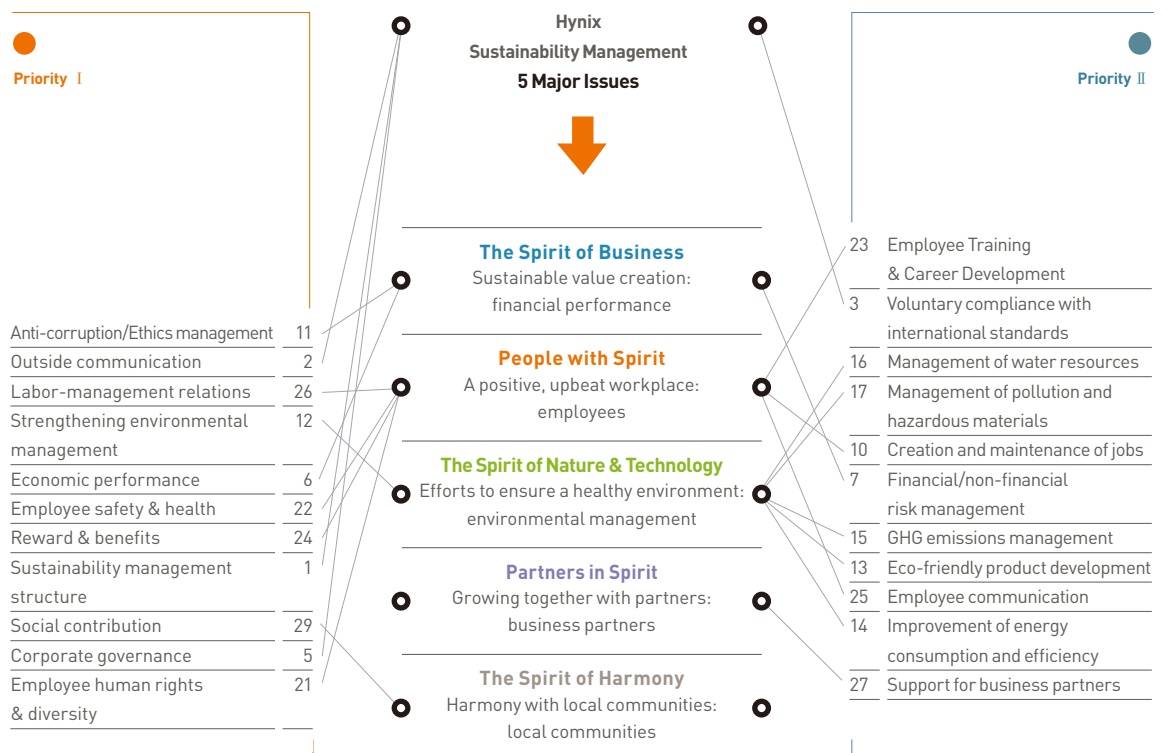 Priority Ⅰ
Anti-corruption/Ethics management 11
Outside communication 2
Labor-management relations 26
Strengthening environmental 12
management
Economic performance 6
Employee safety & health 22
Reward & benefits 24
Sustainability management 1
structure
Social contribution 29
Corporate governance 5
Employee human rights 21
& diversity
Hynix
Sustainability Management
5 Major Issues
The Spirit of Business
Sustainable value creation:
financial performance
People with Spirit
A positive, upbeat workplace:
employees
The Spirit of Nature & Technology
Efforts to ensure a healthy environment:
environmental management
Partners in Spirit
Growing together with partners:
business partners
The Spirit of Harmony
Harmony with local communities:
local communities
Priority Ⅱ
23 Employee Training
& Career Development
3 Voluntary compliance with
international standards
16 Management of water resources
17 Management of pollution and
hazardous materials
10 Creation and maintenance of jobs
7 Financial/non-financial
risk management
15 GHG emissions management
13 Eco-friendly product development
25 Employee communication
14 Improvement of energy
consumption and efficiency
27 Support for business partners